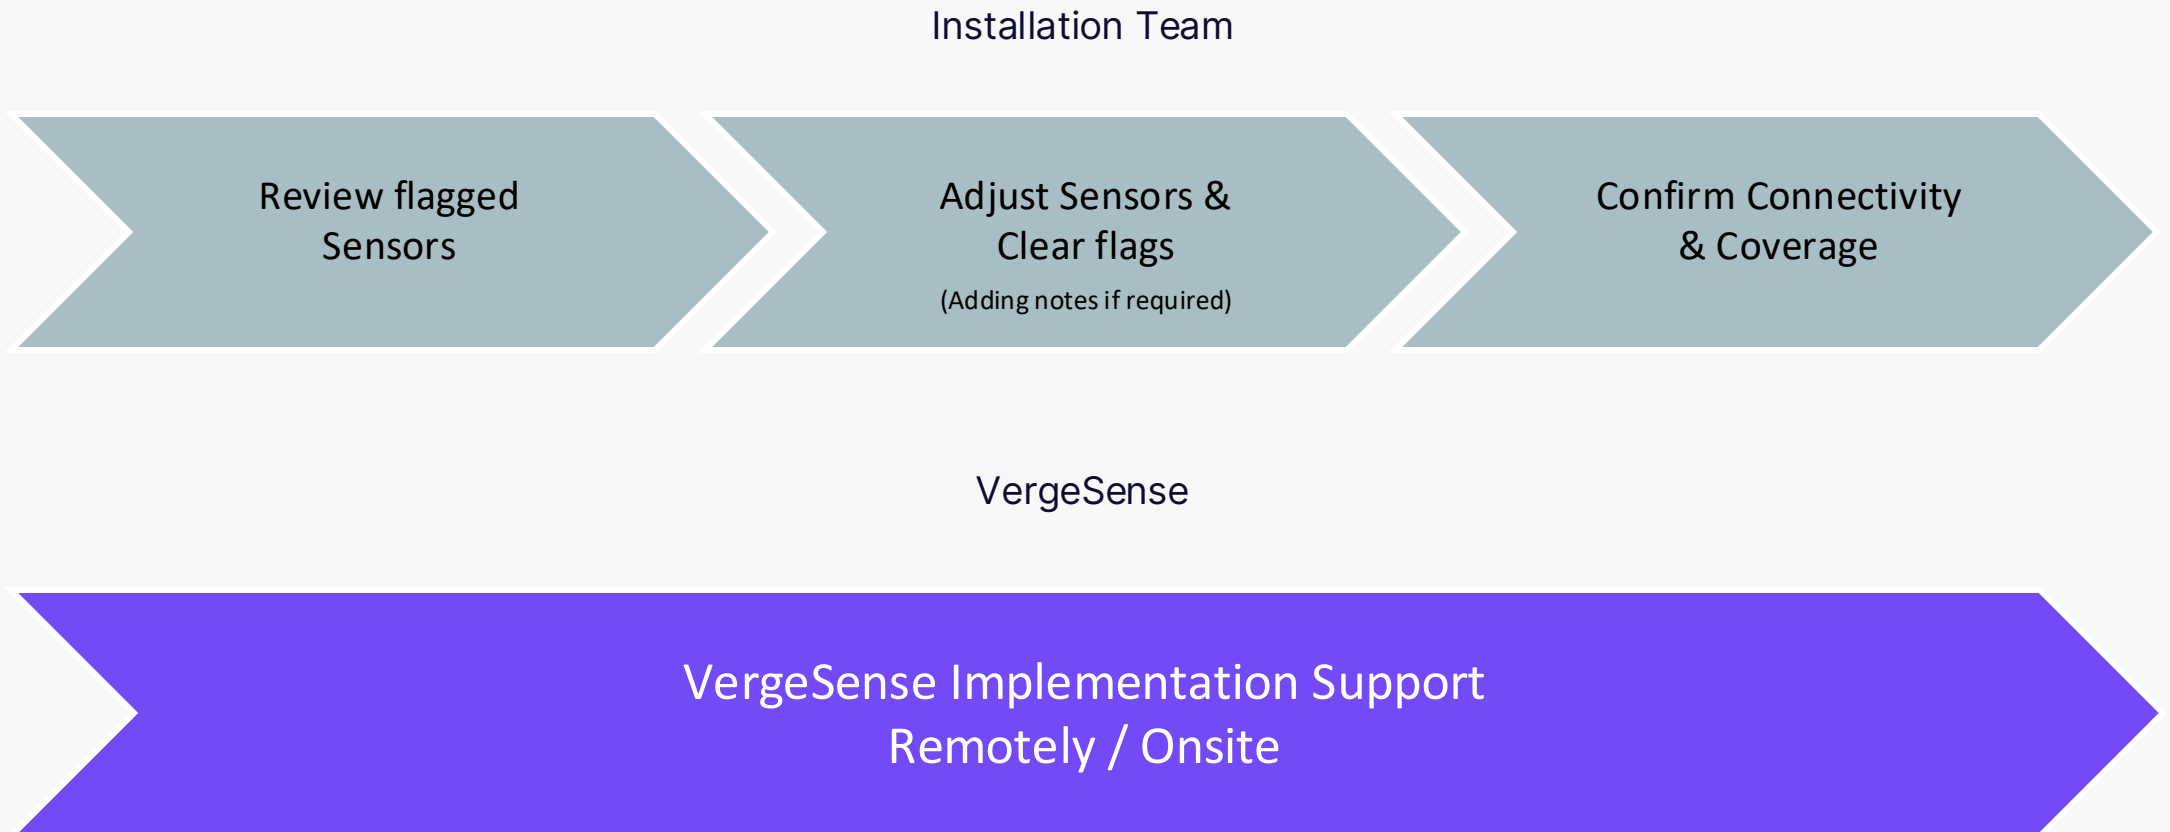 Installation Team
Review flagged
Sensors
Adjust Sensors &
Clear flags
(Adding notes if required)
Confirm Connectivity
& Coverage
VergeSense
VergeSense Implementation Support
Remotely / Onsite